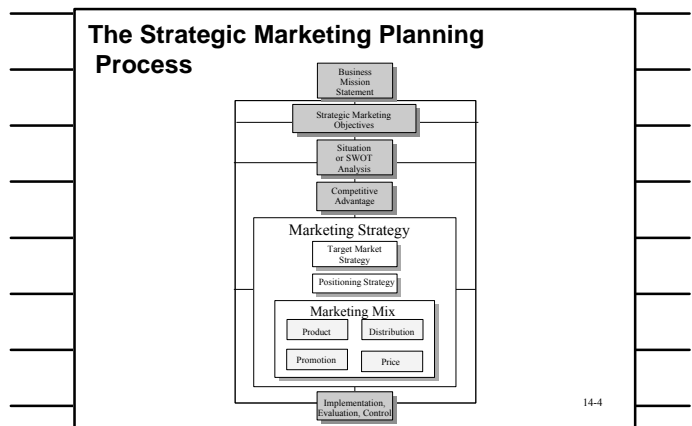 The Strategic Marketing Planning
Process
Business
Mission
Statement
Strategic Marketing
Objectives
Situation
or SWOT
Analysis
Competitive
Advantage
Marketing Strategy
Target Market
Strategy
Positioning Strategy
Marketing Mix
Product
Distribution
Promotion
Price
Implementation,
Evaluation, Control
14-4